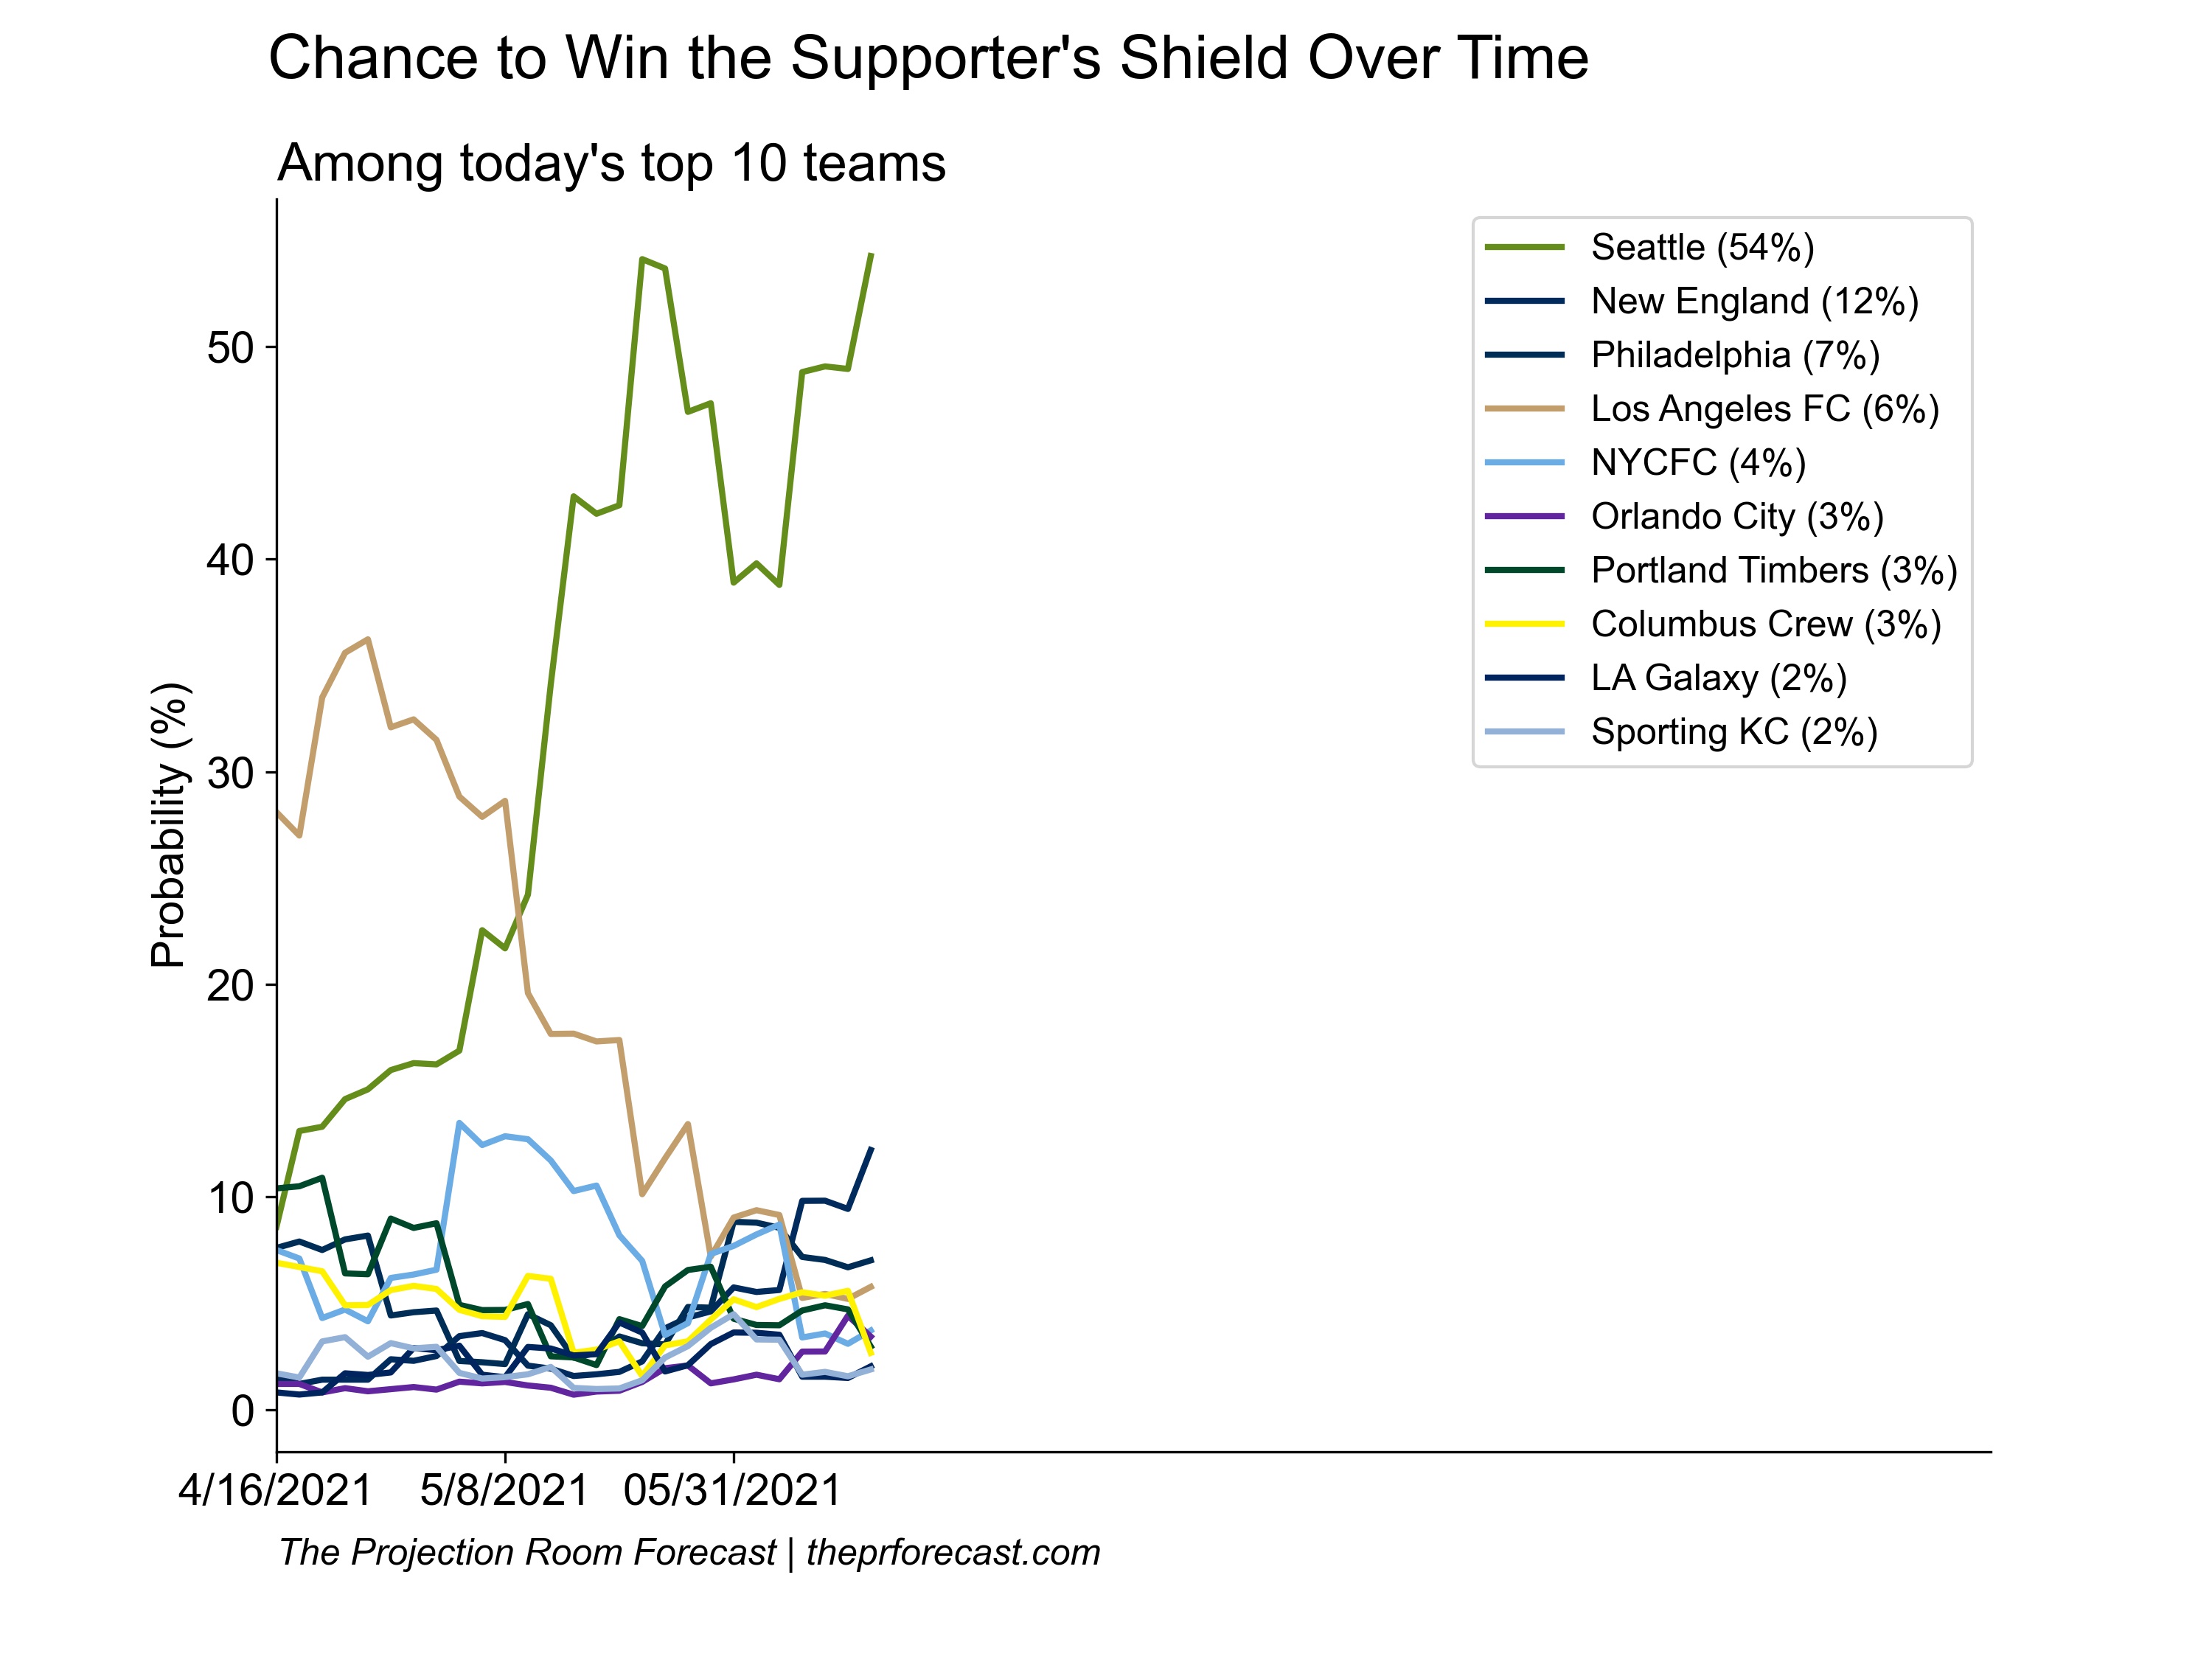 Chance to Win the Supporter's Shield Over Time
Among today's top 10 teams
Seattle (54%)
New England (12%)
Philadelphia (7%)
Los Angeles FC (6%)
NYCFC (4%)
Orlando City (3%)
Portland Timbers (3%)
Columbus Crew (3%)
LA Galaxy (2%)
Sporting KC (2%)
Probability (%)
50
40
30
20
10
0
4/16/2021 5/8/2021 05/31/2021
The Projection Room Forecast | theprforecast.com